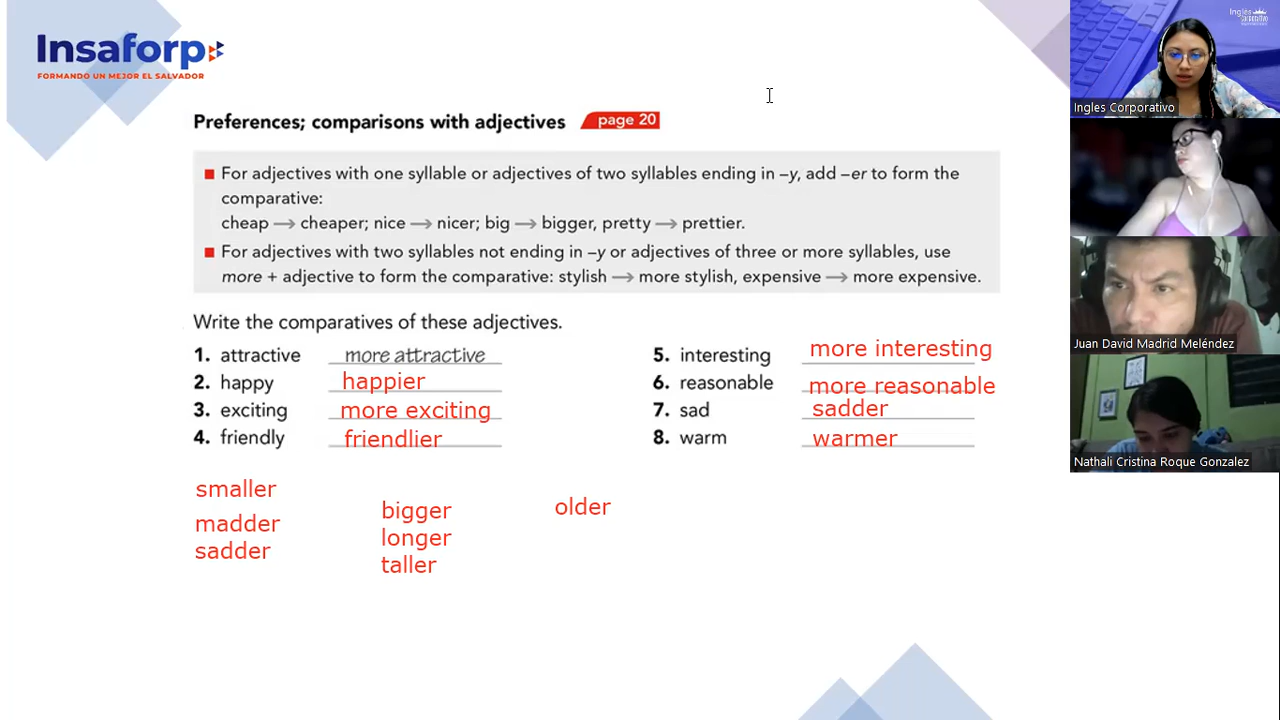 Insaforp
FORMANDO UN MEJOR EL SALVADOR
Preferences; comparisons with adjectives page 20
For adjectives with one syllable or adjectives of two syllables ending in –y, add –er to form the
comparative:
cheap → cheaper; nice → nicer; big → bigger, pretty → prettier.
For adjectives with two syllables not ending in –y or adjectives of three or more syllables, use
more + adjective to form the comparative: stylish → more stylish, expensive → more expensive.
Write the comparatives of these adjectives.
1. attractive more attractive
2. happy happier
3. exciting more exciting
4. friendly friendlier
5. interesting more interesting
6. reasonable more reasonable
7. sad sadder
8. warm warmer
smaller
madder
sadder
bigger
longer
taller
older
Inglés
Ingles Corporativo
Juan David Madrid Meléndez
Nathali Cristina Roque Gonzalez